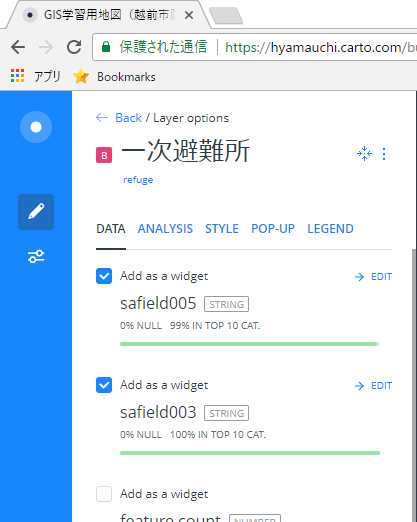 GIS学習用地図（越前市
保護された通信 https://hyamauchi.carto.com/bu
アプリ Bookmarks
Back / Layer options
B 一次避難所
refuge
DATA ANALYSIS STYLE POP-UP LEGEND
Add as a widget EDIT
safield005 STRING
0% NULL 99% IN TOP 10 CAT.
Add as a widget EDIT
safield003 STRING
0% NULL 100% IN TOP 10 CAT.
Add as a widget
feature count NUMBER